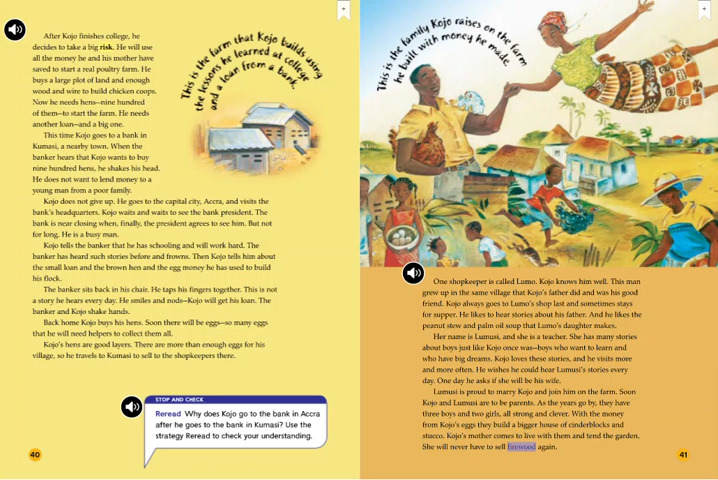 This is the farm that Kojo builds using
the lessons he learned at college
and a loan from a bank.
After Kojo finishes college, he
decides to take a big risk. He will use
all the money he and his mother have
saved to start a real poultry farm. He
buys a large plot of land and enough
wood and wire to build chicken coops.
Now he needs hens—nine hundred
of them—to start the farm. He needs
another loan—and a big one.
This time Kojo goes to a bank in
Kumasi, a nearby town. When the
banker hears that Kojo wants to buy
nine hundred hens, he shakes his head.
He does not want to lend money to a
young man from a poor family.
Kojo does not give up. He goes to the capital city, Accra, and visits the
bank's headquarters. Kojo waits and waits to see the bank president. The
bank is near closing when, finally, the president agrees to see him. But not
for long. He is a busy man.
Kojo tells the banker that he has schooling and will work hard. The
banker has heard such stories before and frowns. Then Kojo tells him about
the small loan and the brown hen and the egg money he has used to build
his flock.
The banker sits back in his chair. He taps his fingers together. This is not
a story he hears every day. He smiles and nods—Kojo will get his loan. The
banker and Kojo shake hands.
Back home Kojo buys his hens. Soon there will be eggs—so many eggs
that he will need helpers to collect them all.
Kojo's hens are good layers. There are more than enough eggs for his
village, so he travels to Kumasi to sell to the shopkeepers there.
STOP AND CHECK
Reread Why does Kojo go to the bank in Accra
after he goes to the bank in Kumasi? Use the
strategy Reread to check your understanding.
40
This is the family Kojo raises on the farm
he built with money he made.
One shopkeeper is called Lumo. Kojo knows him well. This man
grew up in the same village that Kojo's father did and was his good
friend. Kojo always goes to Lumo's shop last and sometimes stays
for supper. He likes to hear stories about his father. And he likes the
peanut stew and palm oil soup that Lumo's daughter makes.
Her name is Lumusi, and she is a teacher. She has many stories
about boys just like Kojo once was—boys who want to learn and
who have big dreams. Kojo loves these stories, and he visits more
and more often. He wishes he could hear Lumusi's stories every
day. One day he asks if she will be his wife.
Lumusi is proud to marry Kojo and join him on the farm. Soon
Kojo and Lumusi are to be parents. As the years go by, they have
three boys and two girls, all strong and clever. With the money
from Kojo's eggs they build a bigger house of cinderblocks and
stucco. Kojo's mother comes to live with them and tend the garden.
She will never have to sell firewood again.
41